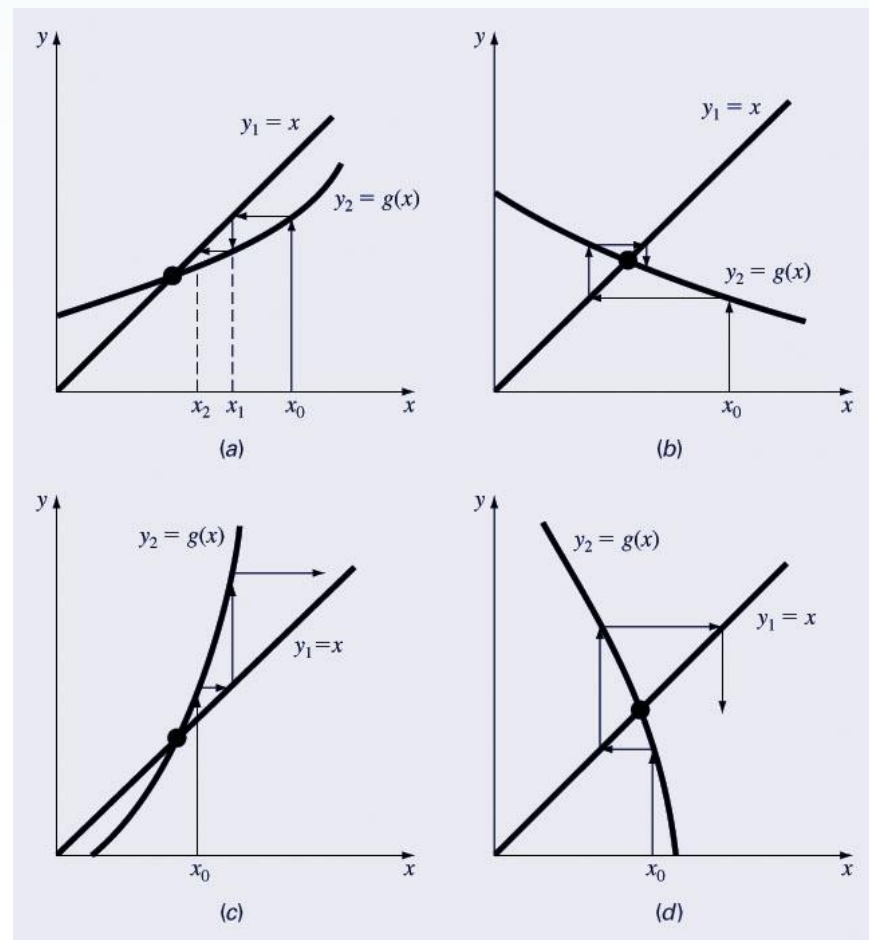 y
y₁ = x
y₂ = g(x)
x₂ x₁ x₀ x
(a)
y
y₁ = x
y₂ = g(x)
x₀ x
(b)
y
y₂ = g(x)
y₁=x
x₀ x
(c)
y
y₂ = g(x)
y₁ = x
x₀ x
(d)